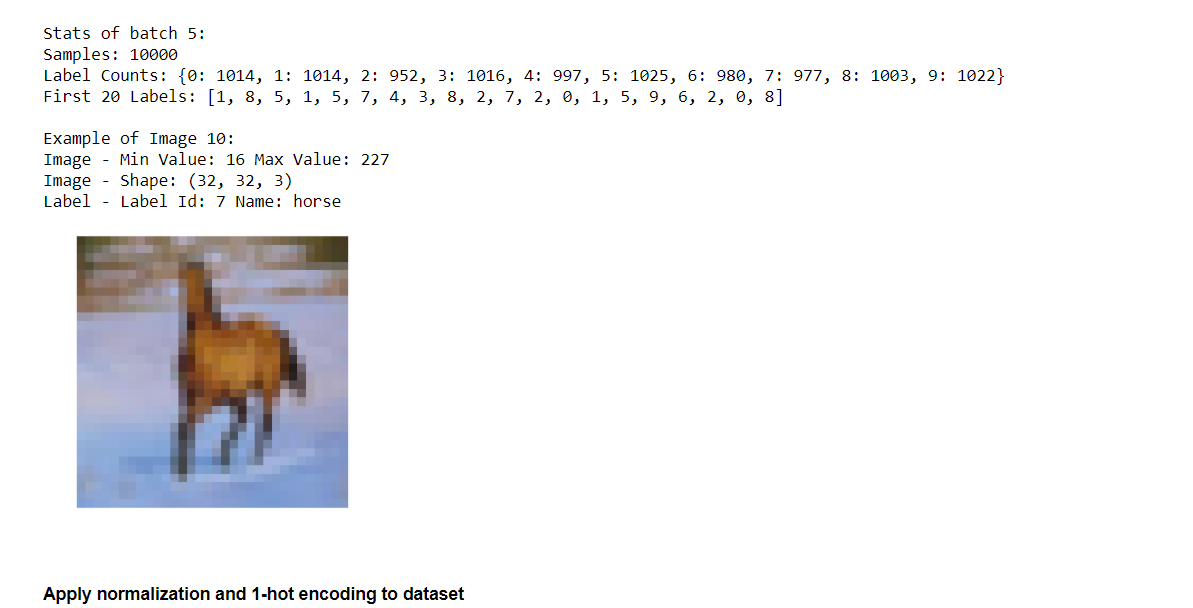 Stats of batch 5:
Samples: 10000
Label Counts: {0: 1014, 1: 1014, 2: 952, 3: 1016, 4: 997, 5: 1025, 6: 980, 7: 977, 8: 1003, 9: 1022}
First 20 Labels: [1, 8, 5, 1, 5, 7, 4, 3, 8, 2, 7, 2, 0, 1, 5, 9, 6, 2, 0, 8]
Example of Image 10:
Image - Min Value: 16 Max Value: 227
Image - Shape: (32, 32, 3)
Label - Label Id: 7 Name: horse
Apply normalization and 1-hot encoding to dataset